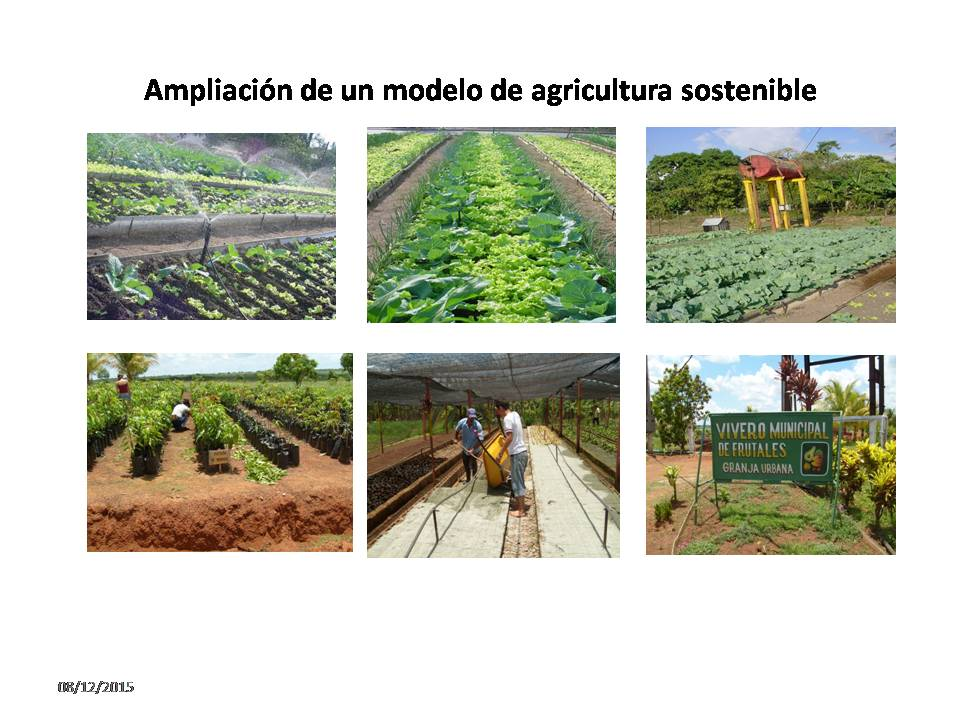 Ampliación de un modelo de agricultura sostenible
VIVERO MUNICIPAL
DE FRUTALES
GRANJA URBANA
08/12/2015